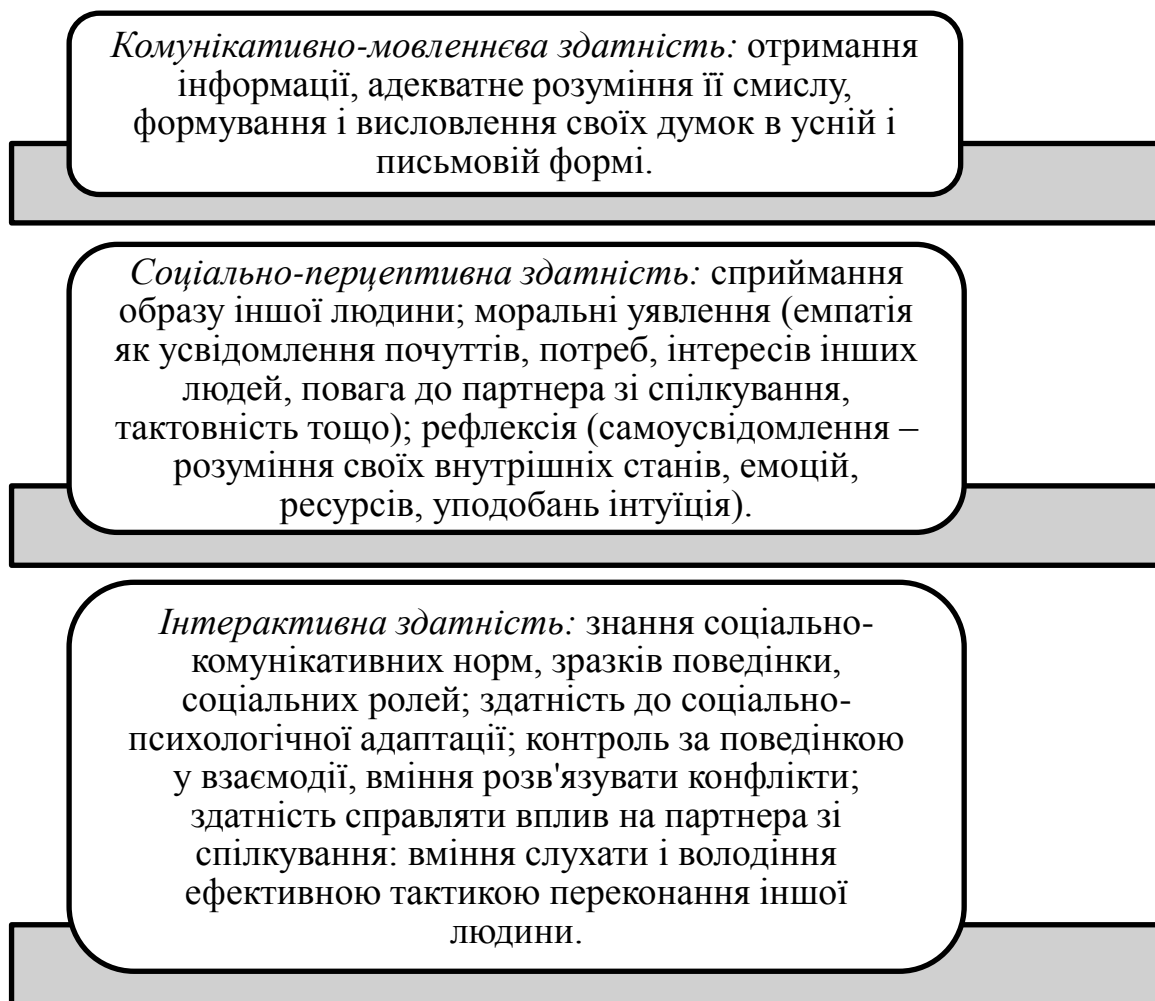 Комунікативно-мовленнєва здатність: отримання
інформації, адекватне розуміння її смислу,
формування і висловлення своїх думок в усній і
письмовій формі.
Соціально-перцептивна здатність: сприймання
образу іншої людини; моральні уявлення (емпатія
як усвідомлення почуттів, потреб, інтересів інших
людей, повага до партнера зі спілкування,
тактовність тощо); рефлексія (самоусвідомлення –
розуміння своїх внутрішніх станів, емоцій,
ресурсів, уподобань інтуїція).
Інтерактивна здатність: знання соціально-
комунікативних норм, зразків поведінки,
соціальних ролей; здатність до соціально-
психологічної адаптації; контроль за поведінкою
у взаємодії, вміння розв'язувати конфлікти;
здатність справляти вплив на партнера зі
спілкування: вміння слухати і володіння
ефективною тактикою переконання іншої
людини.